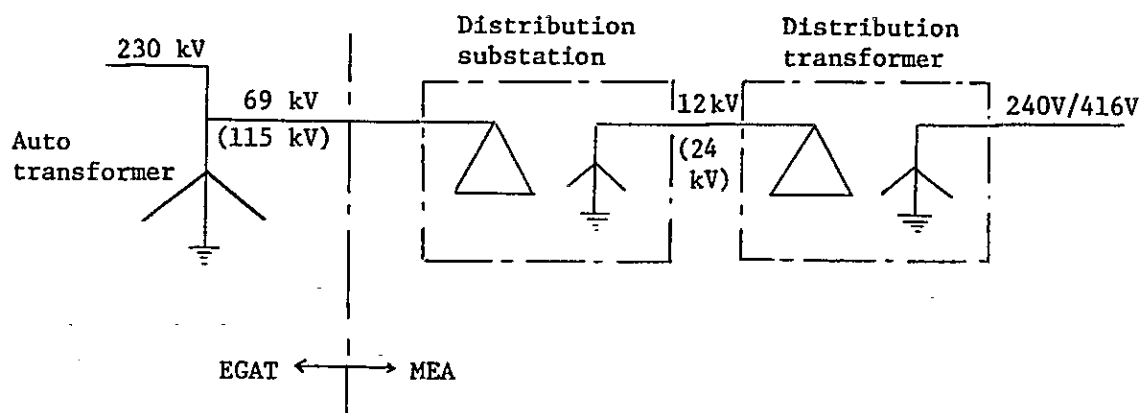 230 kV
69 kV
(115 kV)
Auto
transformer
Distribution
substation
12kV
(24
kV)
Distribution
transformer
240V/416V
EGAT
MEA